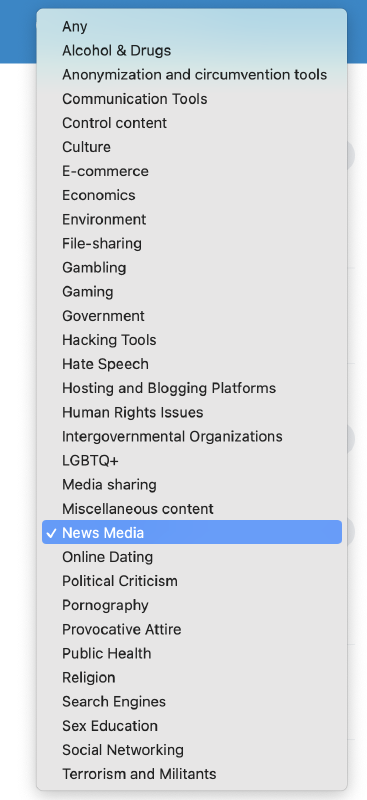 Any
Alcohol & Drugs
Anonymization and circumvention tools
Communication Tools
Control content
Culture
E-commerce
Economics
Environment
File-sharing
Gambling
Gaming
Government
Hacking Tools
Hate Speech
Hosting and Blogging Platforms
Human Rights Issues
Intergovernmental Organizations
LGBTQ+
Media sharing
Miscellaneous content
✓ News Media
Online Dating
Political Criticism
Pornography
Provocative Attire
Public Health
Religion
Search Engines
Sex Education
Social Networking
Terrorism and Militants